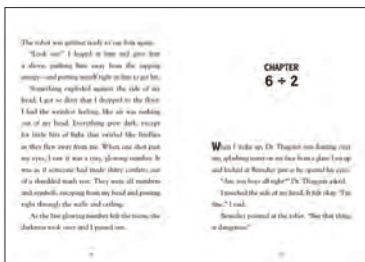 The robot was getting ready to zap him again.
"Look out!" I leaped in and gave him
a shove, pushing him away from the zapping
energy—and putting myself right in line to get hit.
Something exploded against the side of my
head. I got so dizzy that I dropped to the floor.
I had the weirdest feeling, like air was rushing
out of my head. Everything grew dark, except
for little bits of light that swirled like fireflies
as they flew away from me. When one shot past
my eyes, I saw it was a tiny, glowing number. It
was as if someone had made shiny confetti out
of a shredded math test. They were all numbers
and symbols, escaping from my head and passing
right through the walls and ceiling.
As the last glowing number left the room, the
darkness took over and I passed out.
CHAPTER
6 ÷ 2
When I woke up, Dr. Thagoon was leaning over
me, splashing water on my face from a glass. I sat up
and looked at Benedict just as he opened his eyes.
"Are you boys all right?" Dr. Thagoon asked.
I touched the side of my head. It felt okay. "I'm
fine," I said.
Benedict pointed at the robot. "But that thing
is dangerous!"